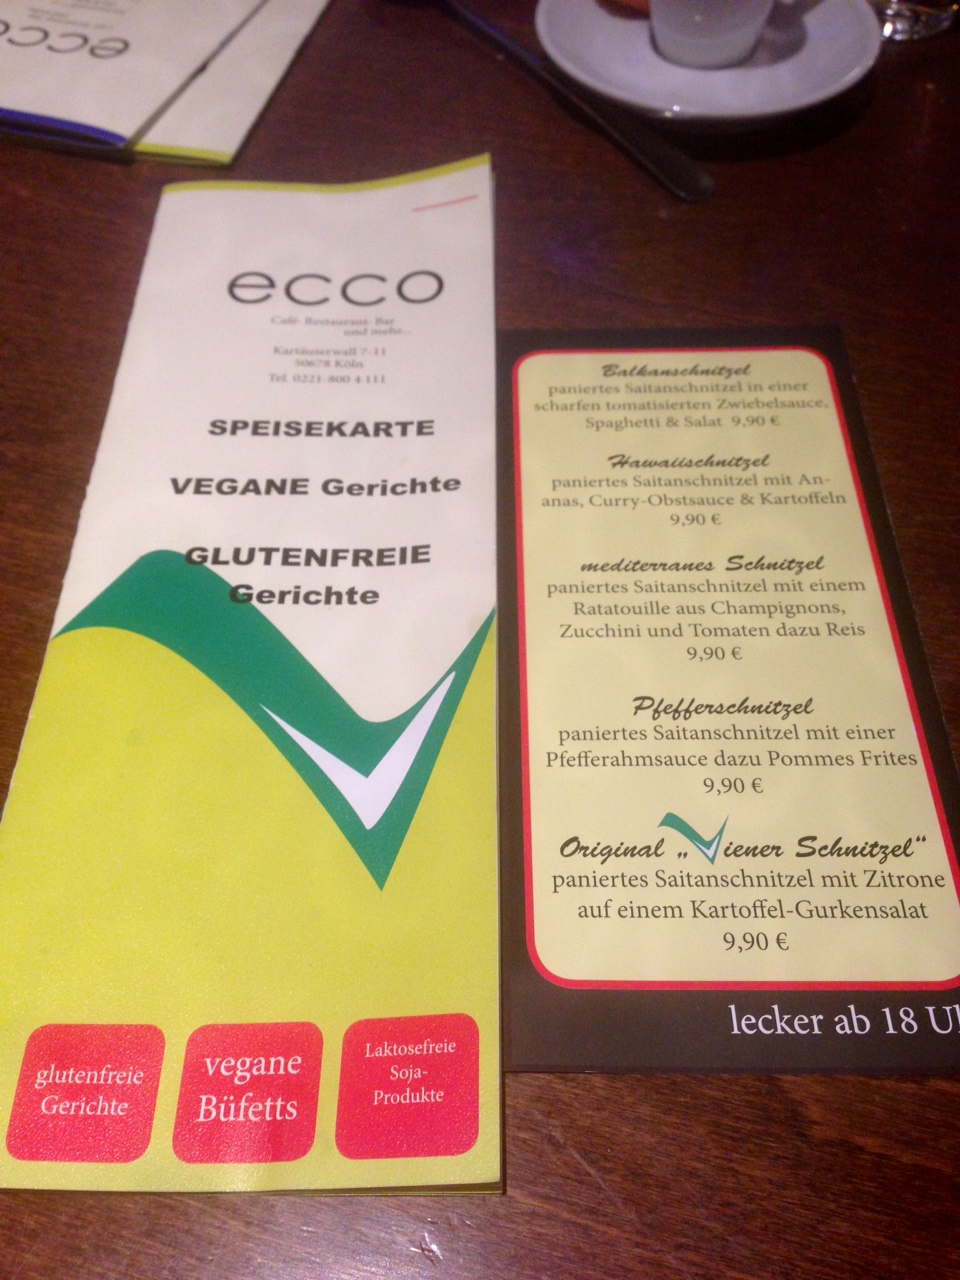 ecco
ecco
Café- Restaurant- Bar
und mehr...
Kartäuserwall 7-11
50678 Köln
Tel. 0221-800 4 111
SPEISEKARTE
VEGANE Gerichte
GLUTENFREIE
Gerichte
glutenfreie
Gerichte
vegane
Büfetts
Laktosefreie
Soja-
Produkte
Balkanschnitzel
paniertes Saitanschnitzel in einer
scharfen tomatisierten Zwiebelsauce,
Spaghetti & Salat 9,90 €
Hawaiischnitzel
paniertes Saitanschnitzel mit An-
anas, Curry-Obstsauce & Kartoffeln
9,90 €
mediterranes Schnitzel
paniertes Saitanschnitzel mit einem
Ratatouille aus Champignons,
Zucchini und Tomaten dazu Reis
9,90 €
Pfefferschnitzel
paniertes Saitanschnitzel mit einer
Pfefferahmsauce dazu Pommes Frites
9,90 €
Original „Viener Schnitzel“
paniertes Saitanschnitzel mit Zitrone
auf einem Kartoffel-Gurkensalat
9,90 €
lecker ab 18 U